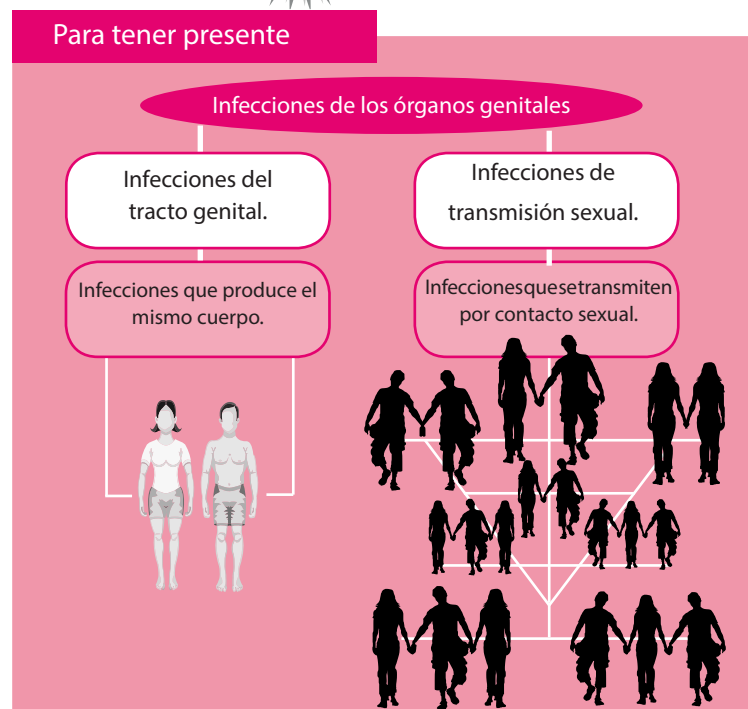 Para tener presente
Infecciones de los órganos genitales
Infecciones del
tracto genital.
Infecciones de
transmisión sexual.
Infecciones que produce el
mismo cuerpo.
Infeccionesquesetransmiten
por contacto sexual.